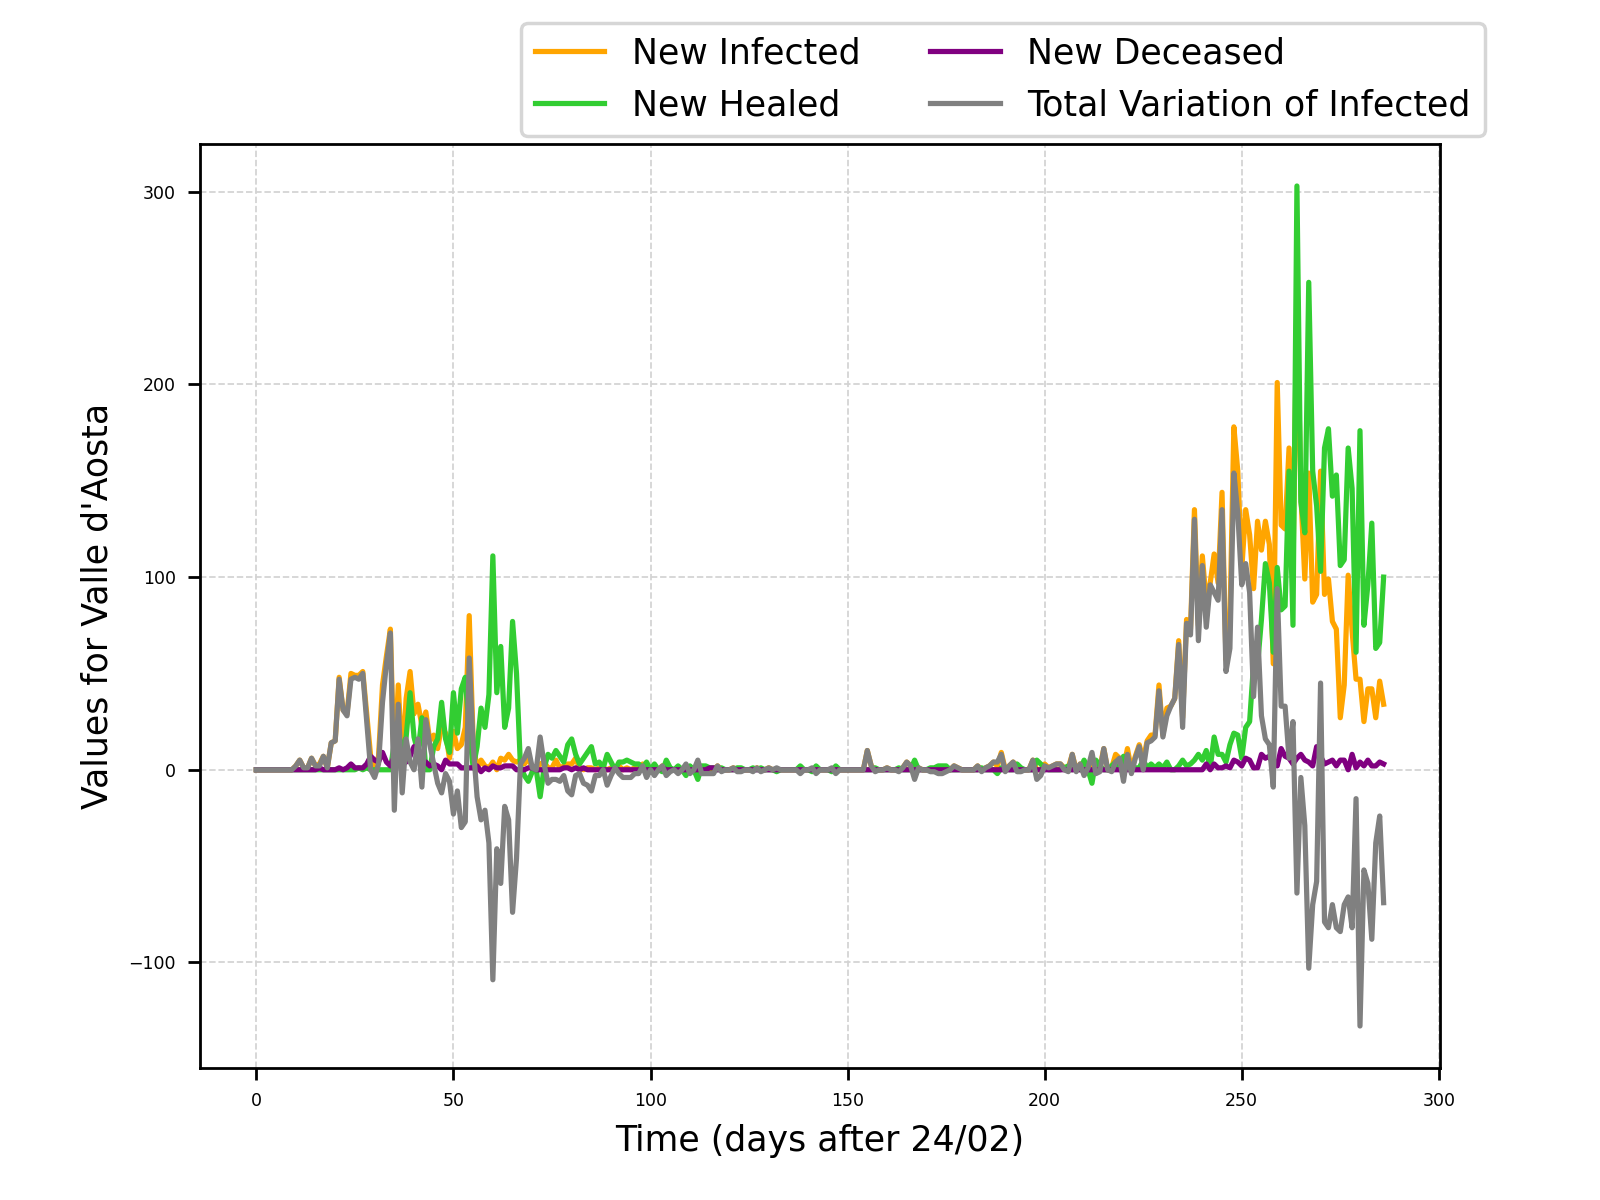 New Infected
New Healed
New Deceased
Total Variation of Infected
Values for Valle d'Aosta
300
200
100
0
−100
0 50 100 150 200 250 300
Time (days after 24/02)